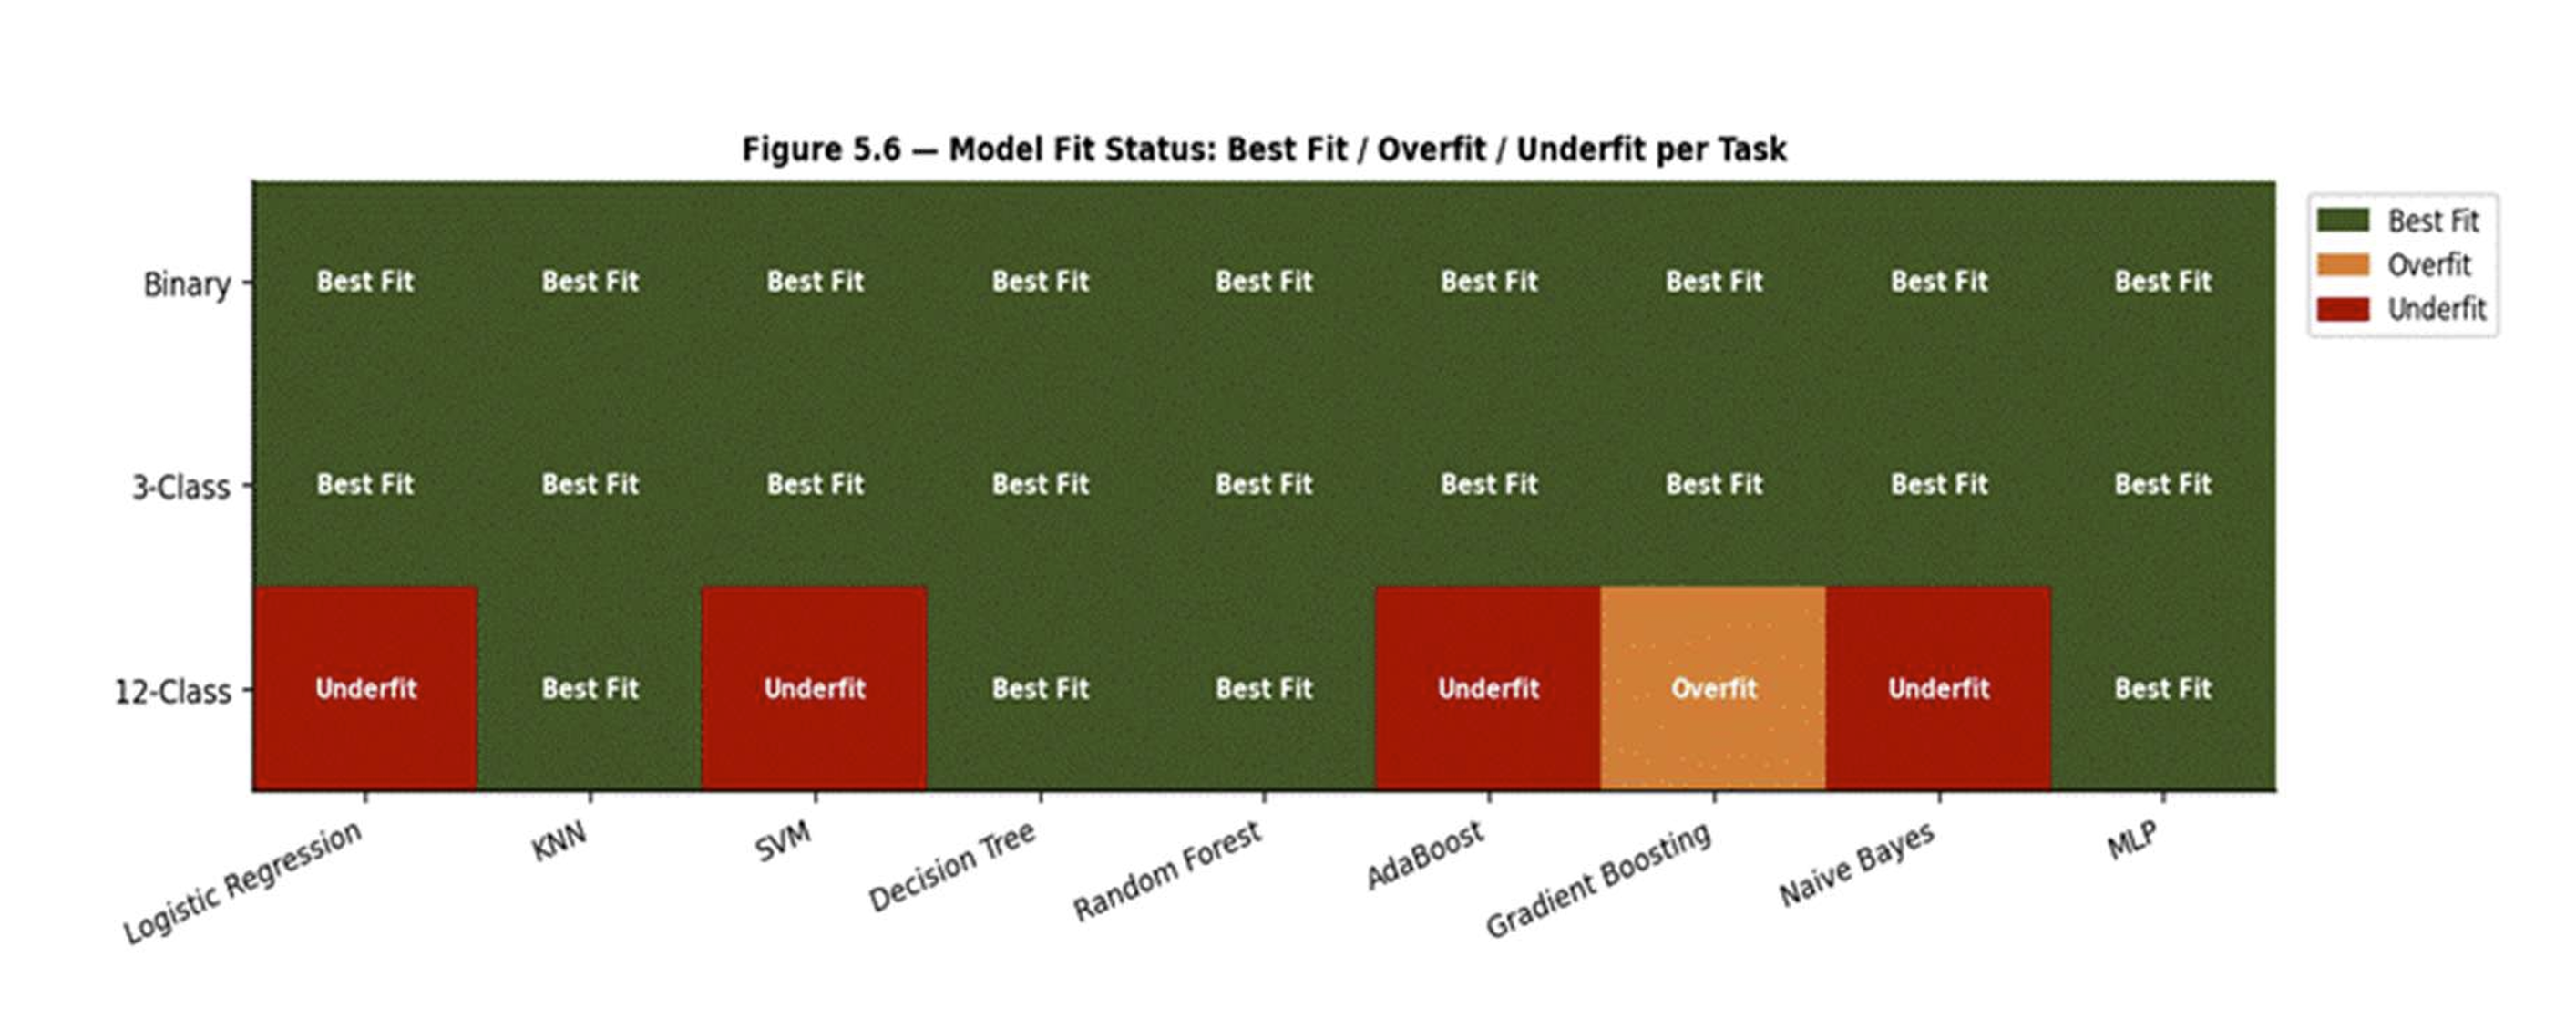 Figure 5.6 — Model Fit Status: Best Fit / Overfit / Underfit per Task
Best Fit
Overfit
Underfit
Binary
Best Fit Best Fit Best Fit Best Fit Best Fit Best Fit Best Fit Best Fit Best Fit
3-Class
Best Fit Best Fit Best Fit Best Fit Best Fit Best Fit Best Fit Best Fit Best Fit
12-Class
Underfit Best Fit Underfit Best Fit Best Fit Underfit Overfit Underfit Best Fit
Logistic Regression
KNN
SVM
Decision Tree
Random Forest
AdaBoost
Gradient Boosting
Naive Bayes
MLP